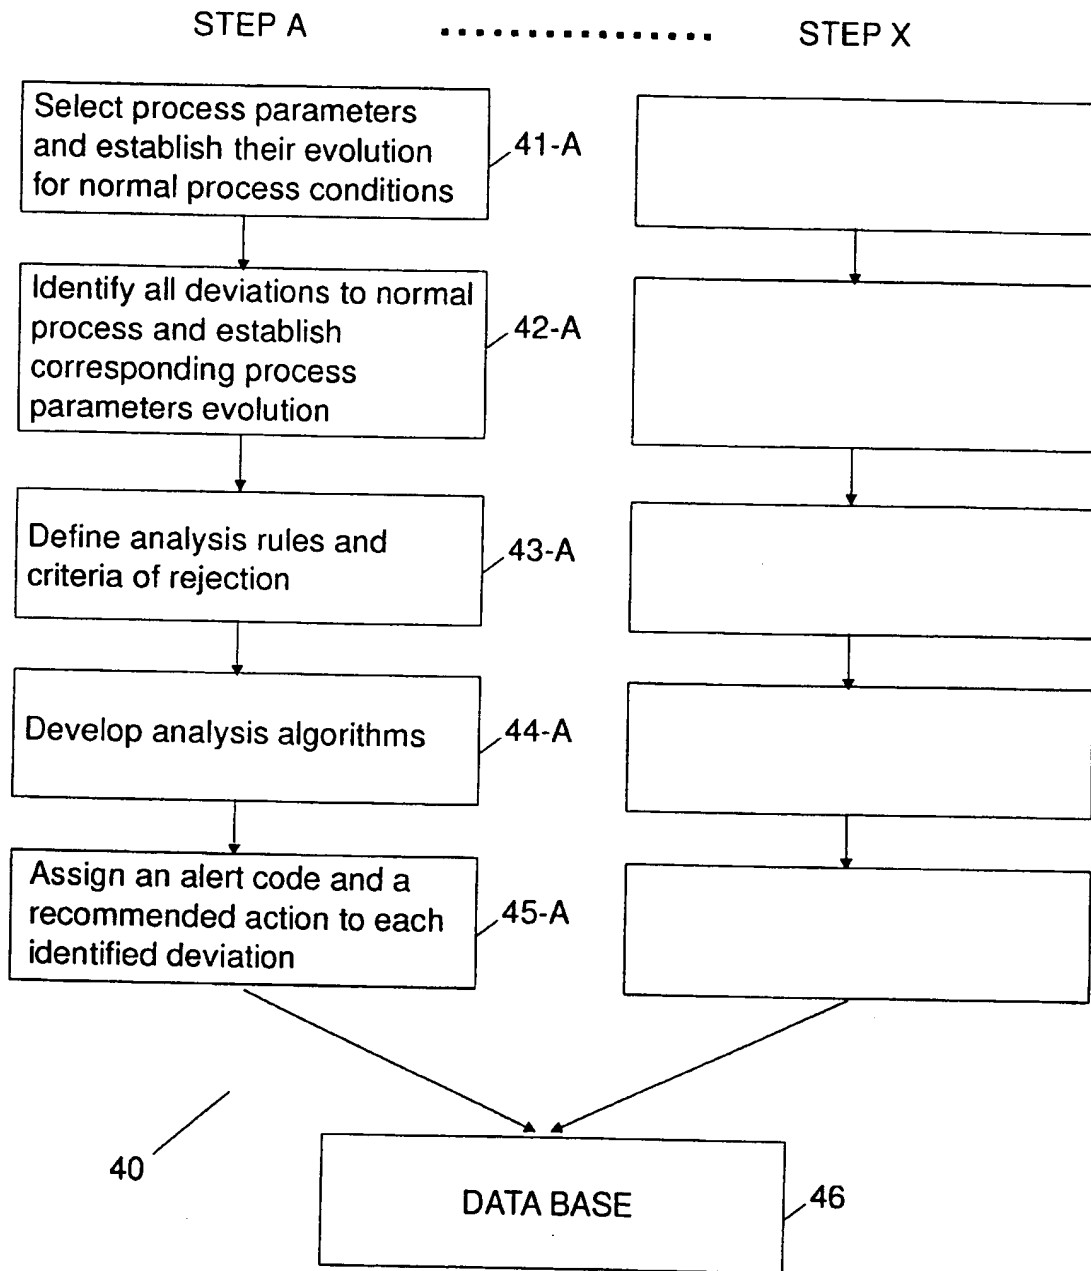 STEP A ............... STEP X
Select process parameters
and establish their evolution
for normal process conditions
41-A
Identify all deviations to normal
process and establish
corresponding process
parameters evolution
42-A
Define analysis rules and
criteria of rejection
43-A
Develop analysis algorithms
44-A
Assign an alert code and a
recommended action to each
identified deviation
45-A
40
DATA BASE
46